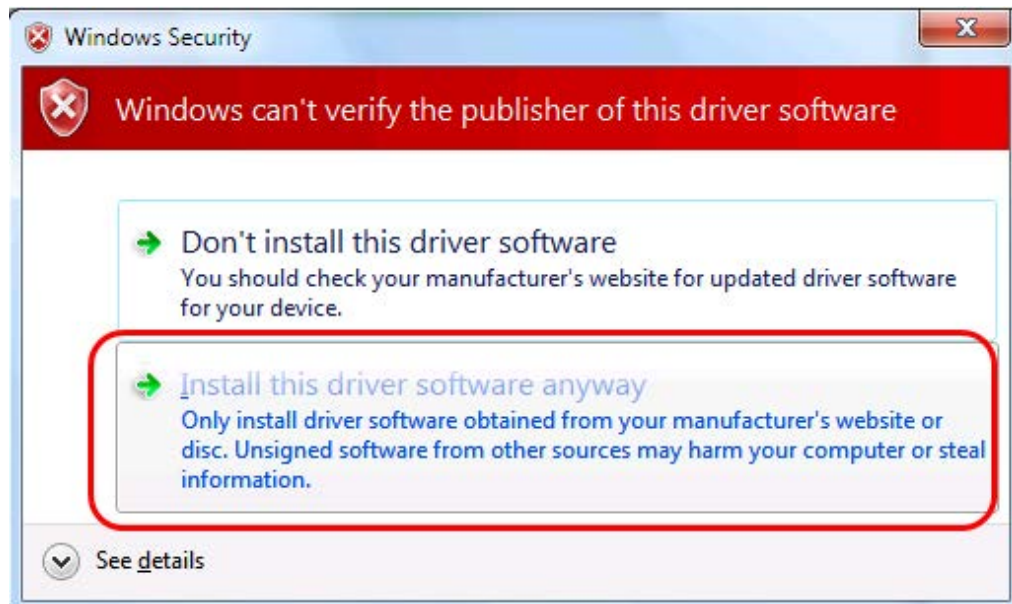 Windows Security
Windows can't verify the publisher of this driver software
Don't install this driver software
You should check your manufacturer's website for updated driver software
for your device.
Install this driver software anyway
Only install driver software obtained from your manufacturer's website or
disc. Unsigned software from other sources may harm your computer or steal
information.
See details